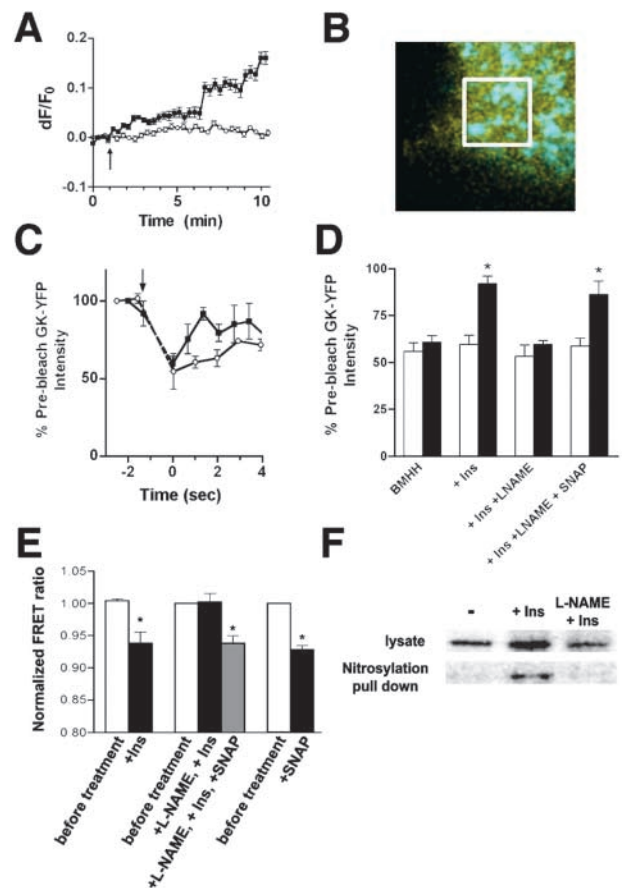 A
dF/F0
0.2
0.1
0.0
-0.1
0
5
10
Time (min)
B
C
% Pre-bleach GK-YFP
Intensity
100
75
50
0
-2
0
2
4
Time (sec)
D
% Pre-bleach GK-YFP
Intensity
100
75
50
25
0
*
*
BMHH
+ Ins
+ Ins +LNAME
+ Ins +LNAME + SNAP
E
Normalized FRET ratio
1.05
1.00
0.95
0.90
0.85
0.80
*
*
*
before treatment
+Ins
before treatment
+L-NAME, + Ins
+L-NAME, + Ins, +SNAP
before treatment
+SNAP
F
- + Ins L-NAME
+ Ins
lysate
Nitrosylation
pull down